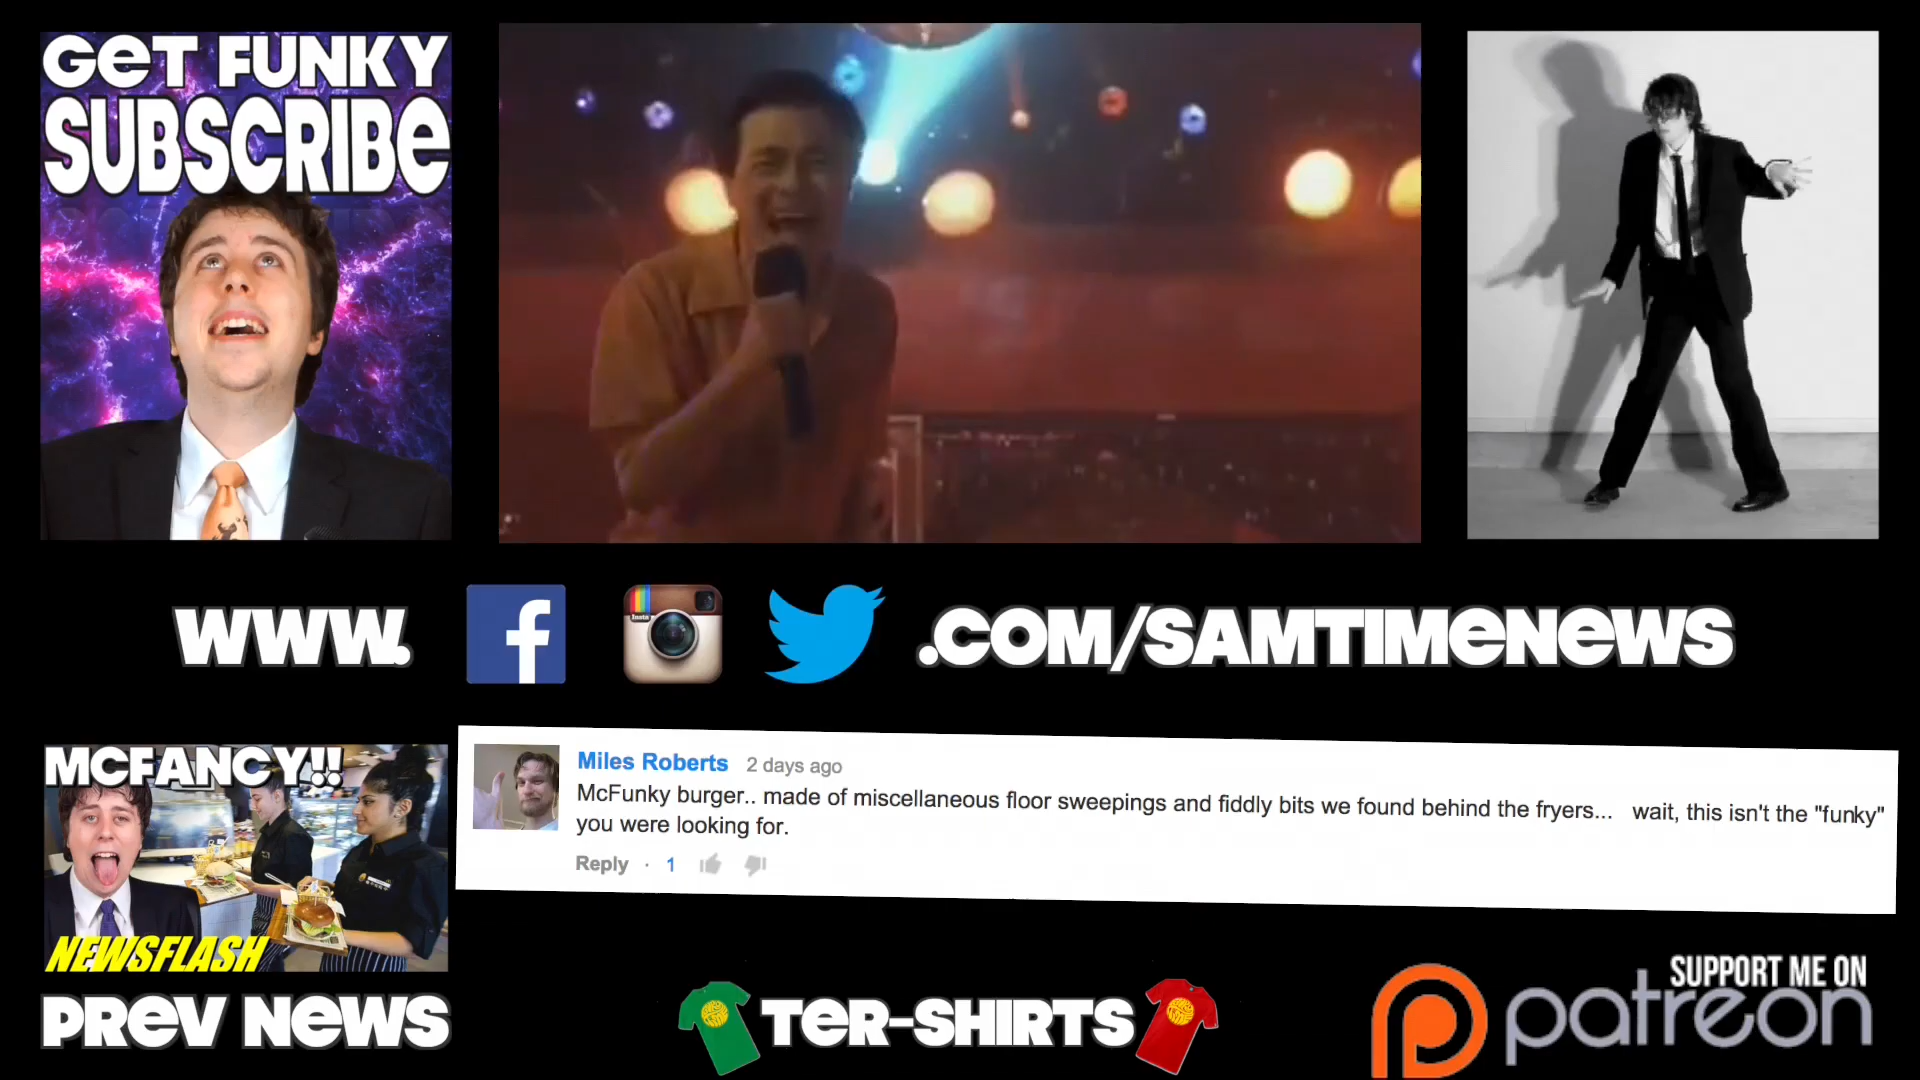 GET FUNKY
SUBSCRIBE
WWW.
f
Insta
.COM/SAMTIMENEWS
MCFANCY!!
NEWSFLASH
PREV NEWS
Miles Roberts 2 days ago
McFunky burger.. made of miscellaneous floor sweepings and fiddly bits we found behind the fryers... wait, this isn't the "funky"
you were looking for.
Reply · 1
TER-SHIRTS
SUPPORT ME ON
patreon